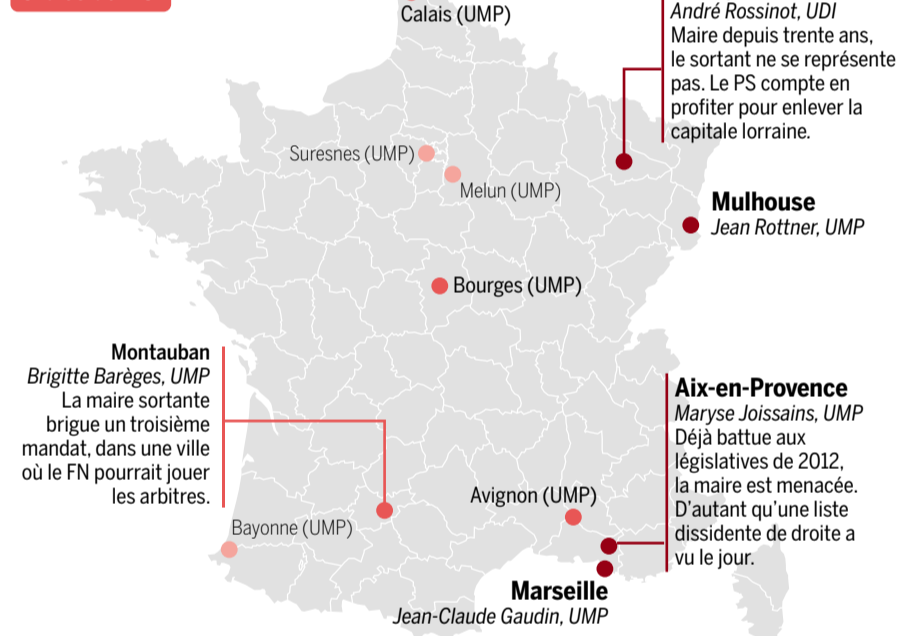 Calais (UMP)
André Rossinot, UDI
Maire depuis trente ans,
le sortant ne se représente
pas. Le PS compte en
profiter pour enlever la
capitale lorraine.
Suresnes (UMP)
Melun (UMP)
Mulhouse
Jean Rottner, UMP
Bourges (UMP)
Montauban
Brigitte Barèges, UMP
La maire sortante
brigue un troisième
mandat, dans une ville
où le FN pourrait jouer
les arbitres.
Aix-en-Provence
Maryse Joissains, UMP
Déjà battue aux
législatives de 2012,
la maire est menacée.
D'autant qu'une liste
dissidente de droite a
vu le jour.
Avignon (UMP)
Bayonne (UMP)
Marseille
Jean-Claude Gaudin, UMP